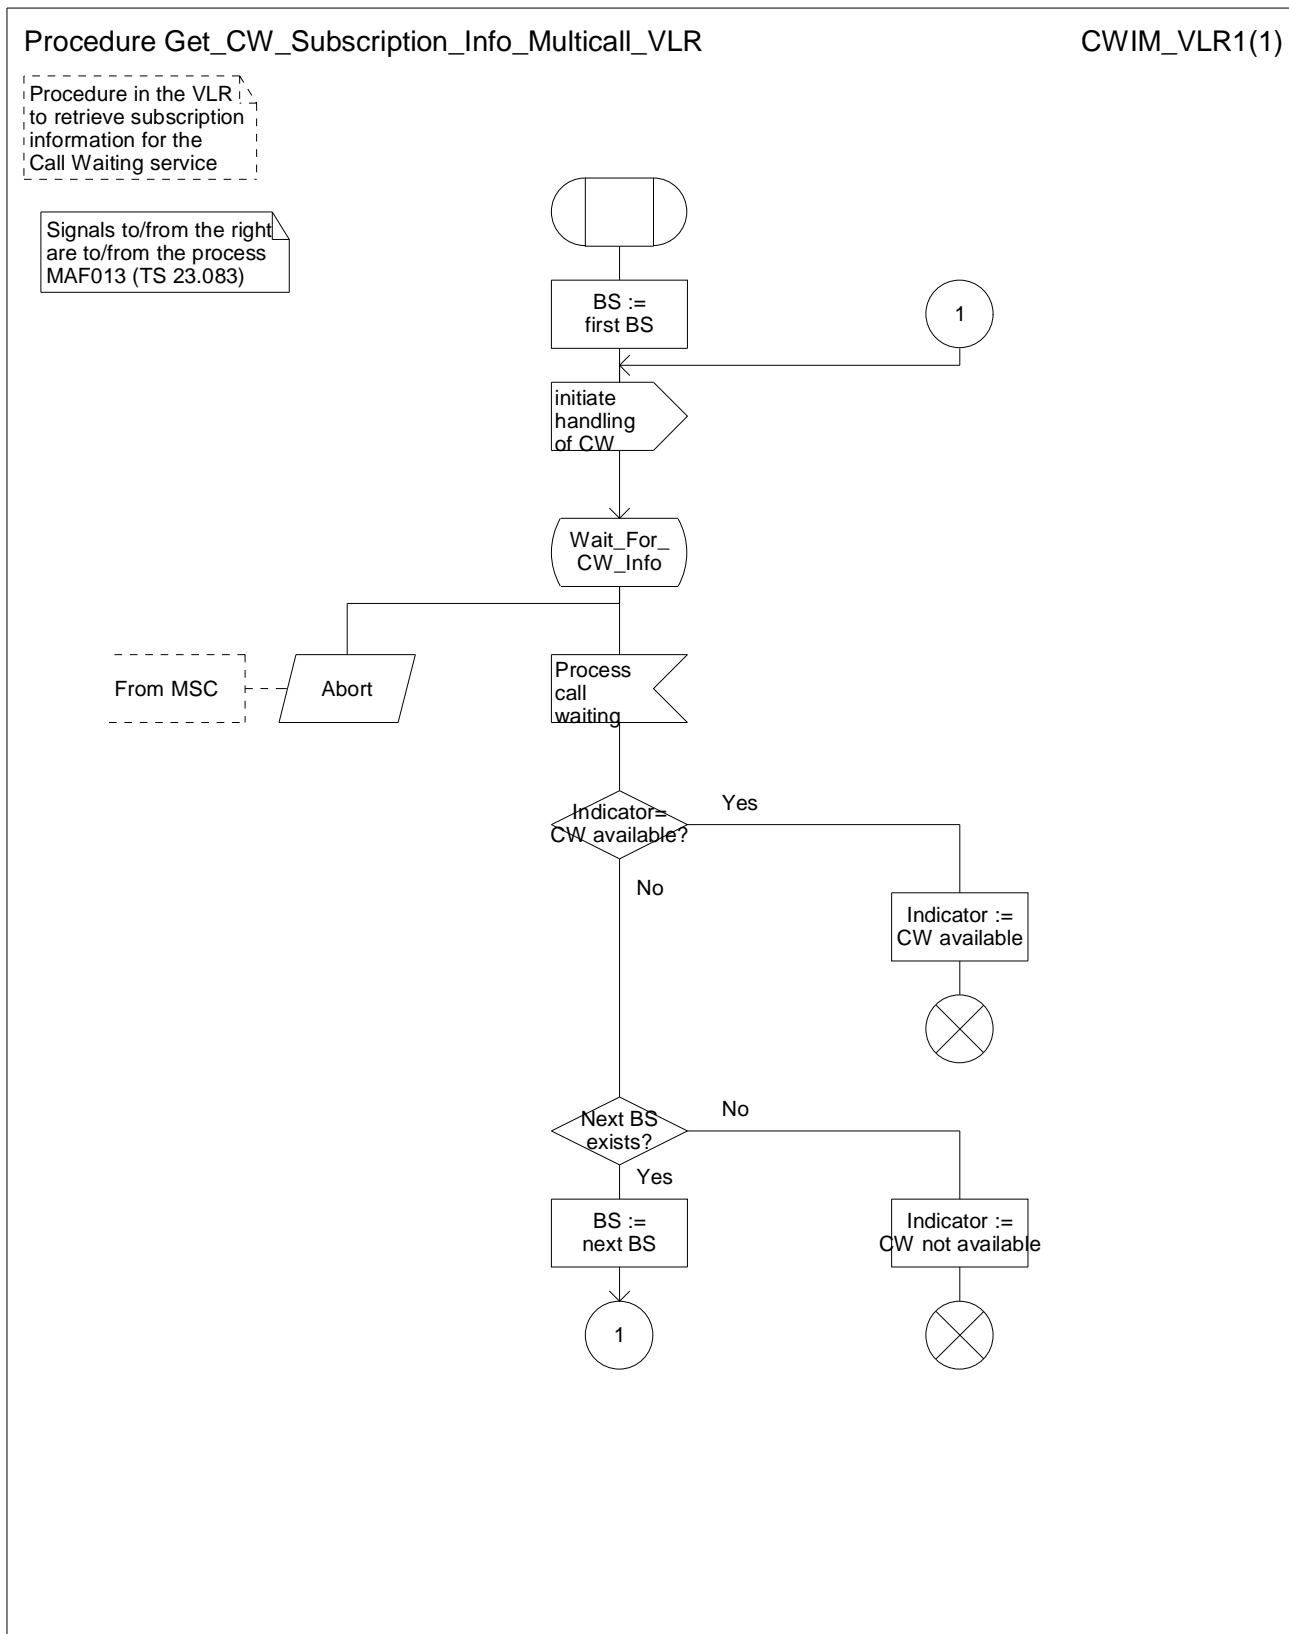 Procedure Get_CW_Subscription_Info_Multicall_VLR
CWIM_VLR1(1)
Procedure in the VLR
to retrieve subscription
information for the
Call Waiting service
Signals to/from the right
are to/from the process
MAF013 (TS 23.083)
BS :=
first BS
1
initiate
handling
of CW
Wait_For_
CW_Info
From MSC
Abort
Process
call
waiting
Indicator=
CW available?
Yes
No
Indicator :=
CW available
Next BS
exists?
No
Yes
BS :=
next BS
Indicator :=
CW not available
1